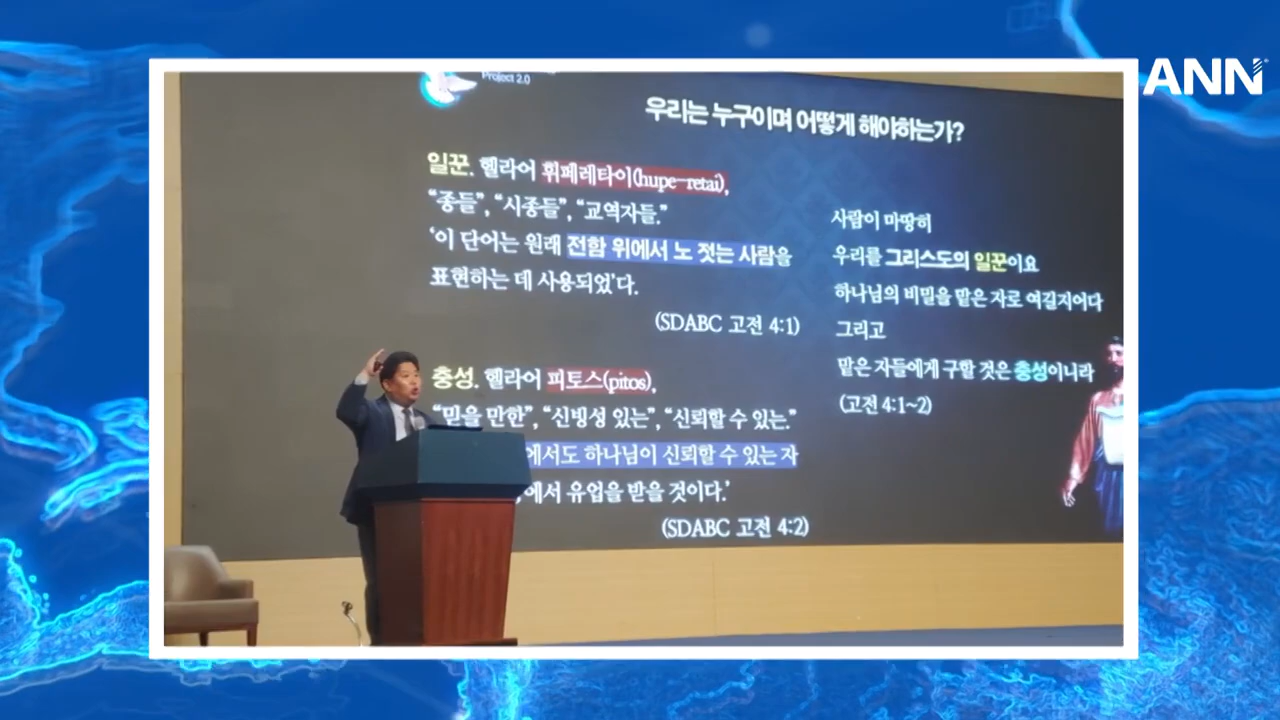 ANN
Project 2.0
우리는 누구이며 어떻게 해야하는가?
일꾼. 헬라어 휘페레타이(hupe-retai),
“종들”, “시종들”, “교역자들.”
‘이 단어는 원래 전함 위에서 노 젓는 사람을
표현하는 데 사용되었’다.
(SDABC 고전 4:1)
충성. 헬라어 피토스(pitos),
“믿을 만한”, “신빙성 있는”, “신뢰할 수 있는.”
에서도 하나님이 신뢰할 수 있는 자
에서 유업을 받을 것이다.’
(SDABC 고전 4:2)
사람이 마땅히
우리를 그리스도의 일꾼이요
하나님의 비밀을 맡은 자로 여길지어다
그리고
맡은 자들에게 구할 것은 충성이니라
(고전 4:1~2)